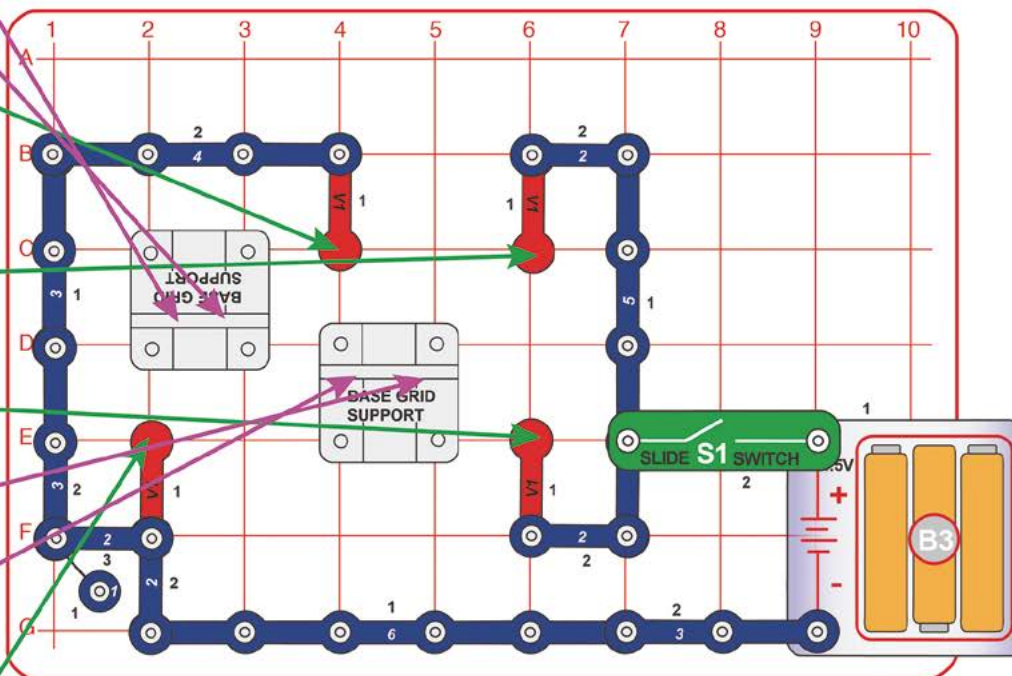 1 2 3 4 5 6 7 8 9 10
A
2 2
B 4 2
V1 1 1 V1
C
BASE GRID
SUPPORT
3 1 5 1
D
BASE GRID
SUPPORT
1
E
SLIDE S1 SWITCH
.5V
+
3 2 1 V1 1 2
F 2 2 B3
3 2
2 2
1 1 -
1 2
G 6 3